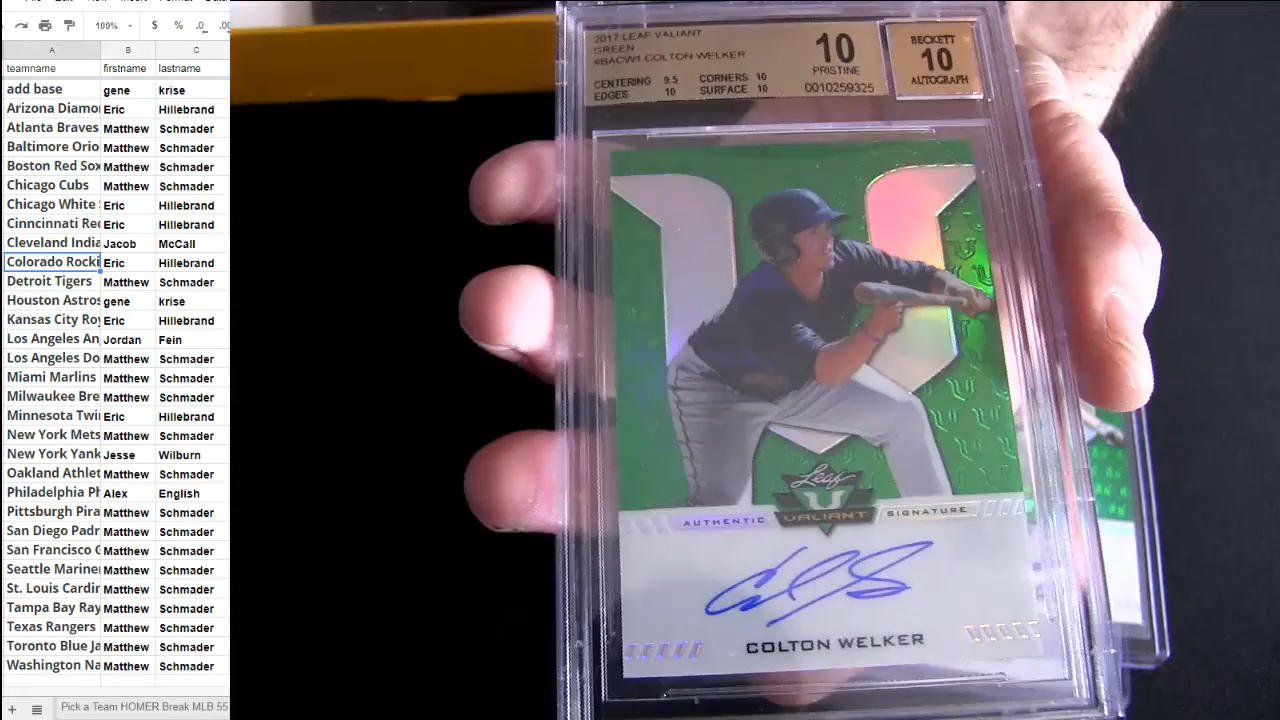 100%
$
%
.0
.00
A B C
teamname firstname lastname
add base gene krise
Arizona Diamo Eric Hillebrand
Atlanta Braves Matthew Schmader
Baltimore Orio Matthew Schmader
Boston Red Sox Matthew Schmader
Chicago Cubs Matthew Schmader
Chicago White Eric Hillebrand
Cinncinnati Re Eric Hillebrand
Cleveland India Jacob McCall
Colorado Rocki Eric Hillebrand
Detroit Tigers Matthew Schmader
Houston Astros gene krise
Kansas City Roy Eric Hillebrand
Los Angeles An Jordan Fein
Los Angeles Do Matthew Schmader
Miami Marlins Matthew Schmader
Milwaukee Bre Matthew Schmader
Minnesota Twi Eric Hillebrand
New York Mets Matthew Schmader
New York Yank Jesse Wilburn
Oakland Athlet Matthew Schmader
Philadelphia Ph Alex English
Pittsburgh Pira Matthew Schmader
San Diego Padr Matthew Schmader
San Francisco G Matthew Schmader
Seattle Marine Matthew Schmader
St. Louis Cardin Matthew Schmader
Tampa Bay Ray Matthew Schmader
Texas Rangers Matthew Schmader
Toronto Blue Ja Matthew Schmader
Washington Na Matthew Schmader
Pick a Team HOMER Break MLB 55
2017 LEAF VALIANT
GREEN
#BACW1 COLTON WELKER
CENTERING 9.5 CORNERS 10
EDGES 10 SURFACE 10
10
PRISTINE
0010259325
BECKETT
10
AUTOGRAPH
Leaf
VALIANT
AUTHENTIC SIGNATURE
COLTON WELKER